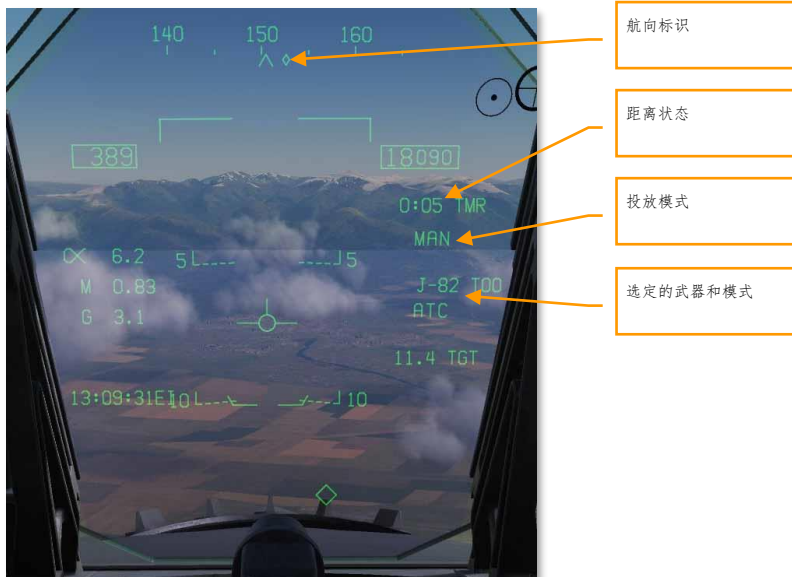 140 150 160
航向标识
389
18090
距离状态
0:05 TMR
投放模式
MAN
α 6.2
5 5
M 0.83
J-82 TOO
选定的武器和模式
G 3.1
ATC
11.4 TGT
13:09:31
10 10